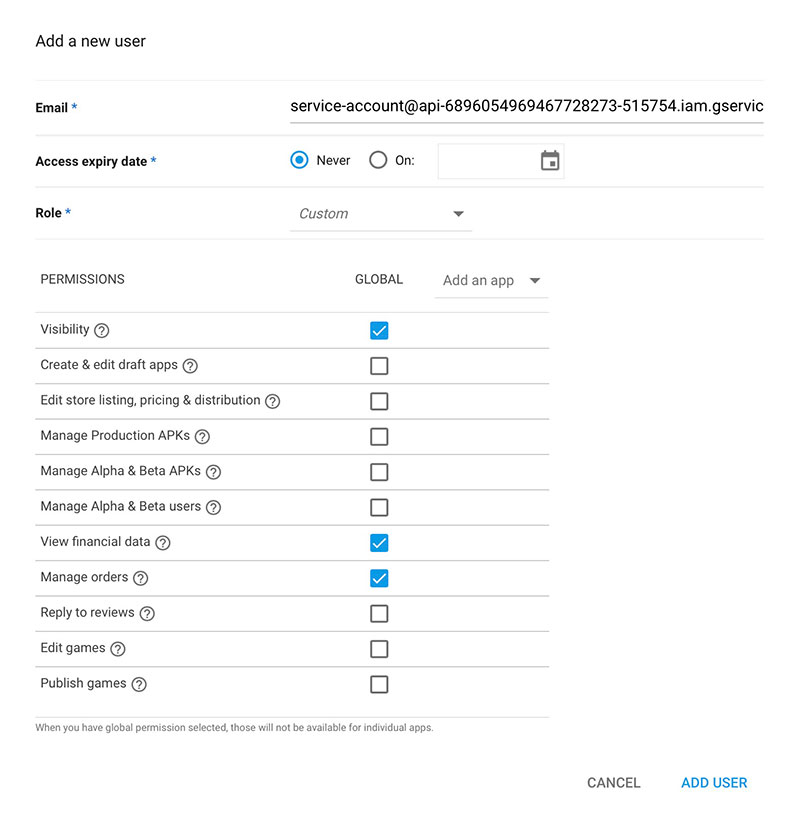 Add a new user
Email *
service-account@api-6896054969467728273-515754.iam.gservic
Access expiry date *
Never
On:
Role *
Custom
PERMISSIONS
GLOBAL
Add an app
Visibility
Create & edit draft apps
Edit store listing, pricing & distribution
Manage Production APKs
Manage Alpha & Beta APKs
Manage Alpha & Beta users
View financial data
Manage orders
Reply to reviews
Edit games
Publish games
When you have global permission selected, those will not be available for individual apps.
CANCEL
ADD USER